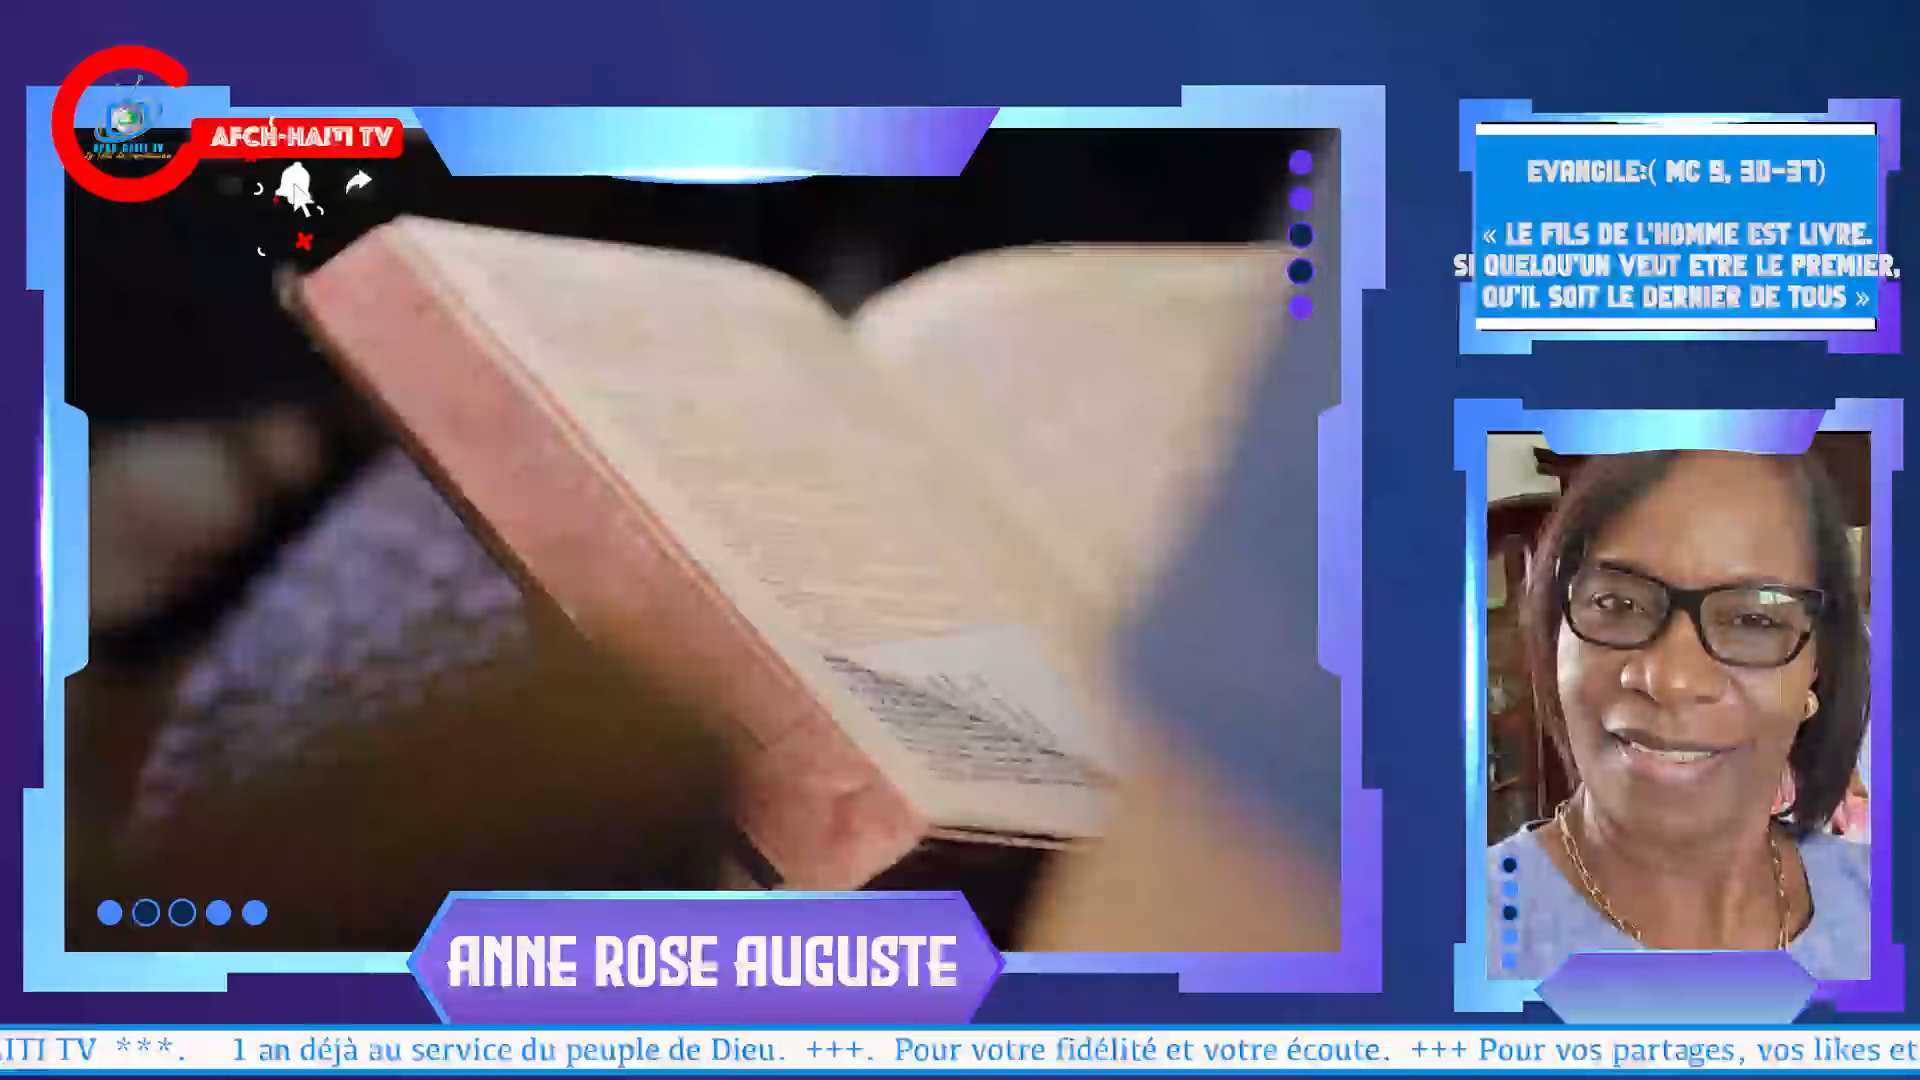 AFCH-HAITI TV
EVANGILE:( MC 9, 30-37)
« LE FILS DE L'HOMME EST LIVRE.
SI QUELQU'UN VEUT ETRE LE PREMIER,
QU'IL SOIT LE DERNIER DE TOUS »
ANNE ROSE AUGUSTE
ITI TV ***. 1 an déjà au service du peuple de Dieu. +++. Pour votre fidélité et votre écoute. +++ Pour vos partages, vos likes et